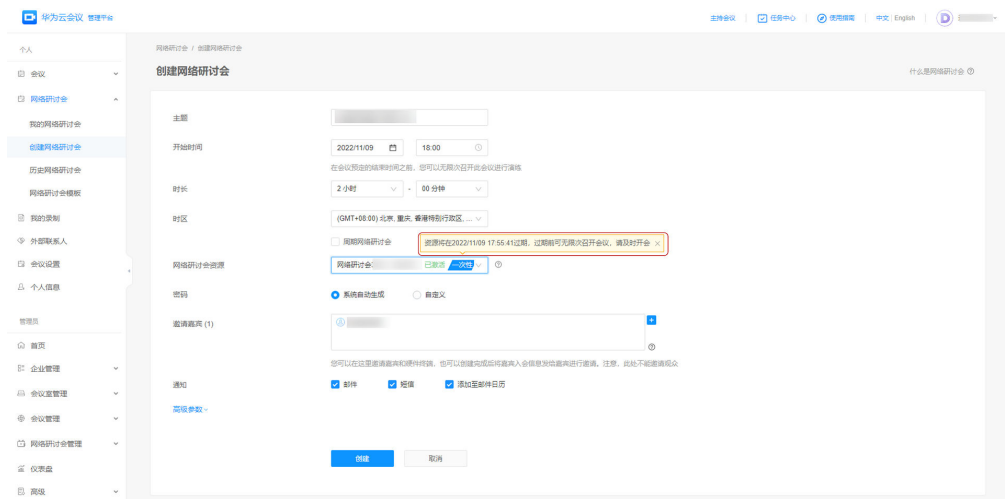 华为云会议 管理平台
主持会议 任务中心 使用指南 中文 | English
个人
会议
网络研讨会
我的网络研讨会
创建网络研讨会
历史网络研讨会
网络研讨会模板
我的录制
外部联系人
会议设置
个人信息
管理员
首页
企业管理
会议室管理
会议管理
网络研讨会管理
仪表盘
高级
网络研讨会 / 创建网络研讨会
创建网络研讨会
什么是网络研讨会
主题
开始时间 2022/11/09 18:00
在会议预定的结束时间之前，您可以无限次召开此会议进行演练
时长 2 小时 - 00 分钟
时区 (GMT+08:00) 北京, 重庆, 香港特别行政区, ...
周期网络研讨会
资源将在2022/11/09 17:55:41过期，过期前可无限次召开会议，请及时开会
网络研讨会资源 网络研讨会 已激活 一次性
密码 系统自动生成 自定义
邀请嘉宾 (1)
您可以在这里邀请嘉宾和硬件终端，也可以创建完成后将嘉宾入会信息发给嘉宾进行邀请。注意，此处不能邀请观众
通知 邮件 短信 添加至邮件日历
高级参数
创建 取消